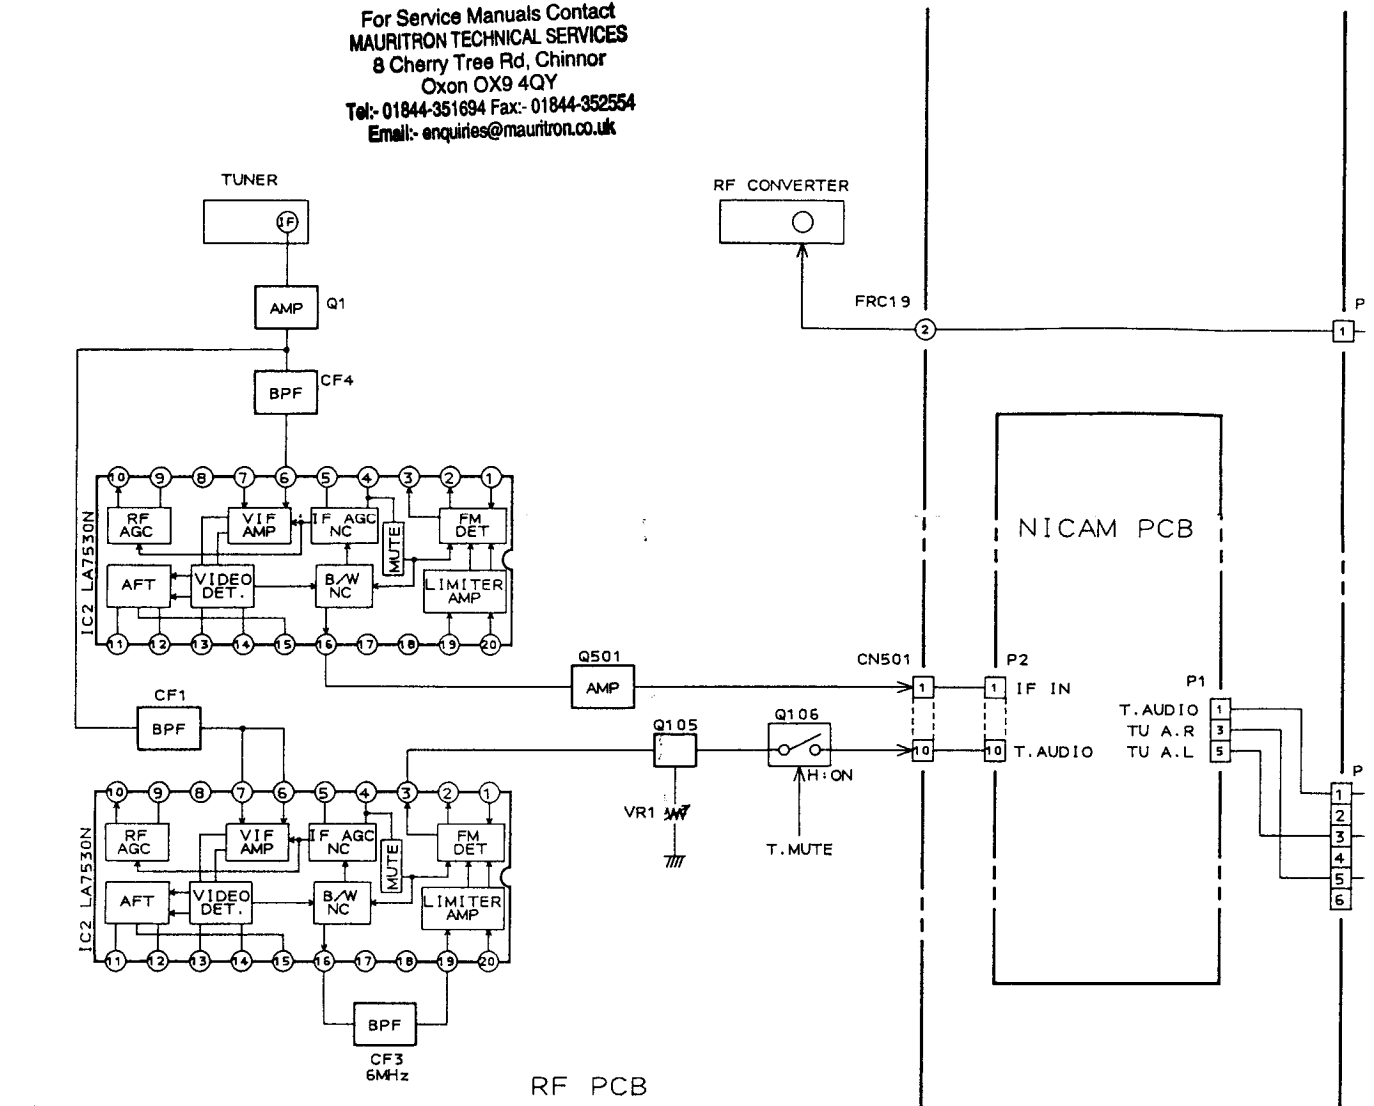 For Service Manuals Contact
MAURITRON TECHNICAL SERVICES
8 Cherry Tree Rd, Chinnor
Oxon OX9 4QY
Tel:- 01844-351694 Fax:- 01844-352554
Email:- enquiries@mauritron.co.uk
TUNER
IF
RF CONVERTER
AMP Q1
FRC19
2
P
1
BPF CF4
10 9 8 7 6 5 4 3 2 1
IC2 LA7530N
RF AGC
VIF AMP
IF AGC NC
MUTE
FM DET
AFT
VIDEO DET.
B/W NC
LIMITER AMP
11 12 13 14 15 16 17 18 19 20
NICAM PCB
Q501
AMP
CN501
1
P2
1 IF IN
P1
T.AUDIO 1
TU A.R 3
TU A.L 5
CF1
BPF
Q105
Q106
10
10 T.AUDIO
H:ON
VR1
T.MUTE
P
1
2
3
4
5
6
10 9 8 7 6 5 4 3 2 1
IC2 LA7530N
RF AGC
VIF AMP
IF AGC NC
MUTE
FM DET
AFT
VIDEO DET.
B/W NC
LIMITER AMP
11 12 13 14 15 16 17 18 19 20
BPF
CF3
6MHz
RF PCB